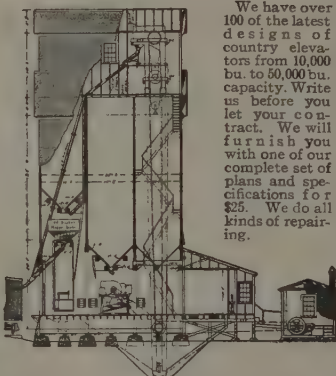 We have over
100 of the latest
designs of
country eleva-
tors from 10,000
bu. to 50,000 bu.
capacity. Write
us before you
let your con-
tract. We will
furnish you
with one of our
complete set of
plans and spe-
cifications for
$25. We do all
kinds of repair-
ing.